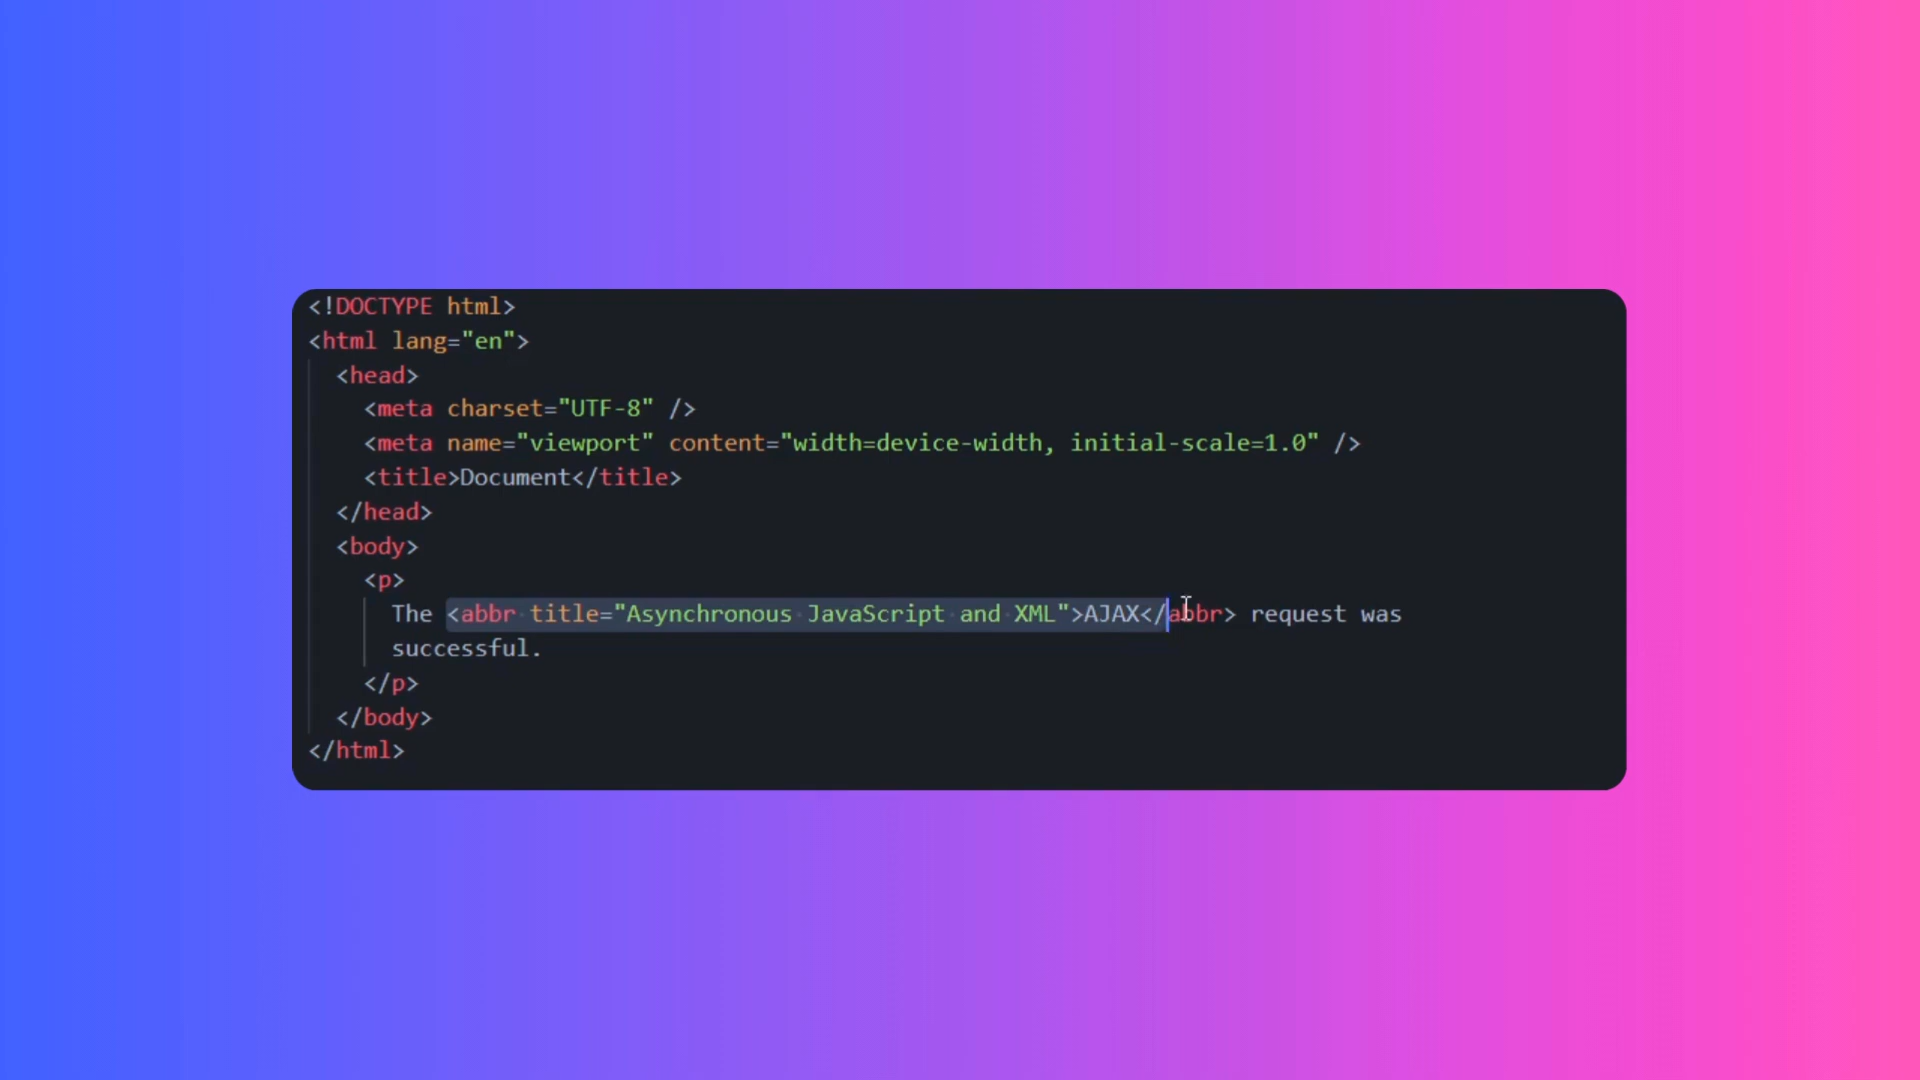 <!DOCTYPE html>
<html lang="en">
<head>
<meta charset="UTF-8" />
<meta name="viewport" content="width=device-width, initial-scale=1.0" />
<title>Document</title>
</head>
<body>
<p>
The <abbr title="Asynchronous JavaScript and XML">AJAX</abbr> request was
successful.
</p>
</body>
</html>